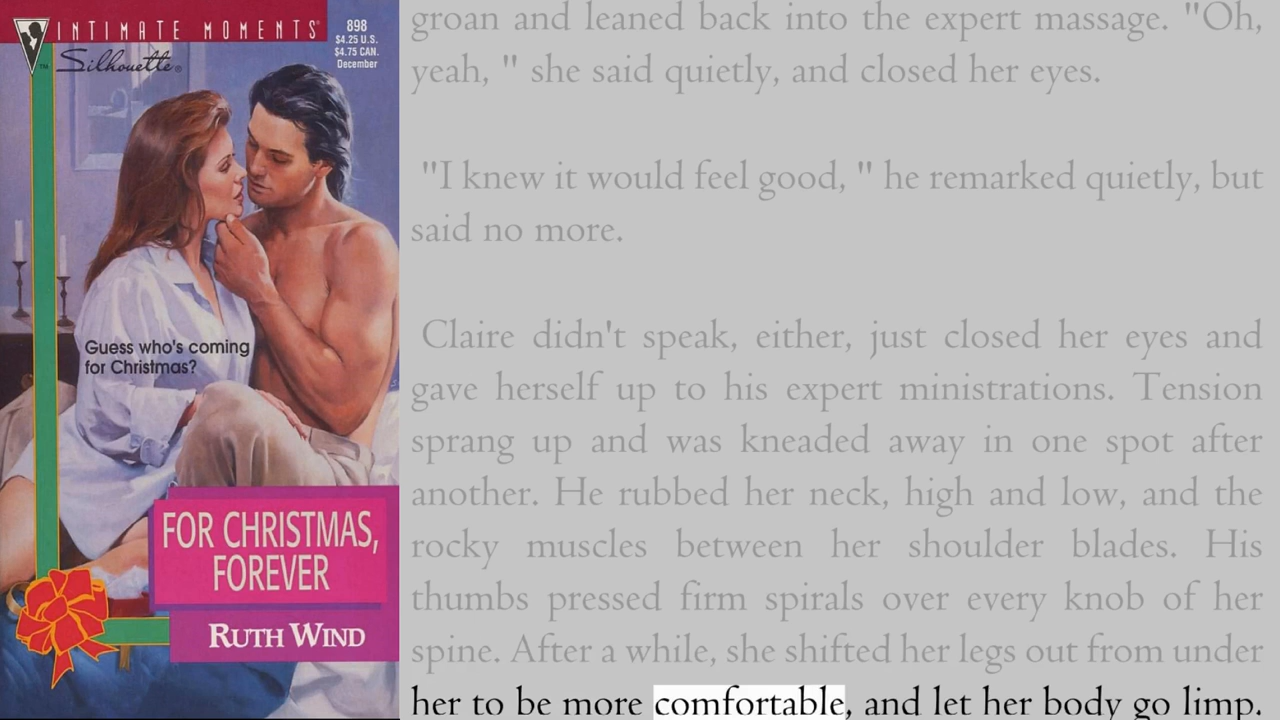 INTIMATE MOMENTS®
Silhouette®
TM
898
$4.25 U.S.
$4.75 CAN.
December
Guess who's coming
for Christmas?
FOR CHRISTMAS,
FOREVER
RUTH WIND
groan and leaned back into the expert massage. "Oh,
yeah, " she said quietly, and closed her eyes.
"I knew it would feel good, " he remarked quietly, but
said no more.
Claire didn't speak, either, just closed her eyes and
gave herself up to his expert ministrations. Tension
sprang up and was kneaded away in one spot after
another. He rubbed her neck, high and low, and the
rocky muscles between her shoulder blades. His
thumbs pressed firm spirals over every knob of her
spine. After a while, she shifted her legs out from under
her to be more comfortable, and let her body go limp.